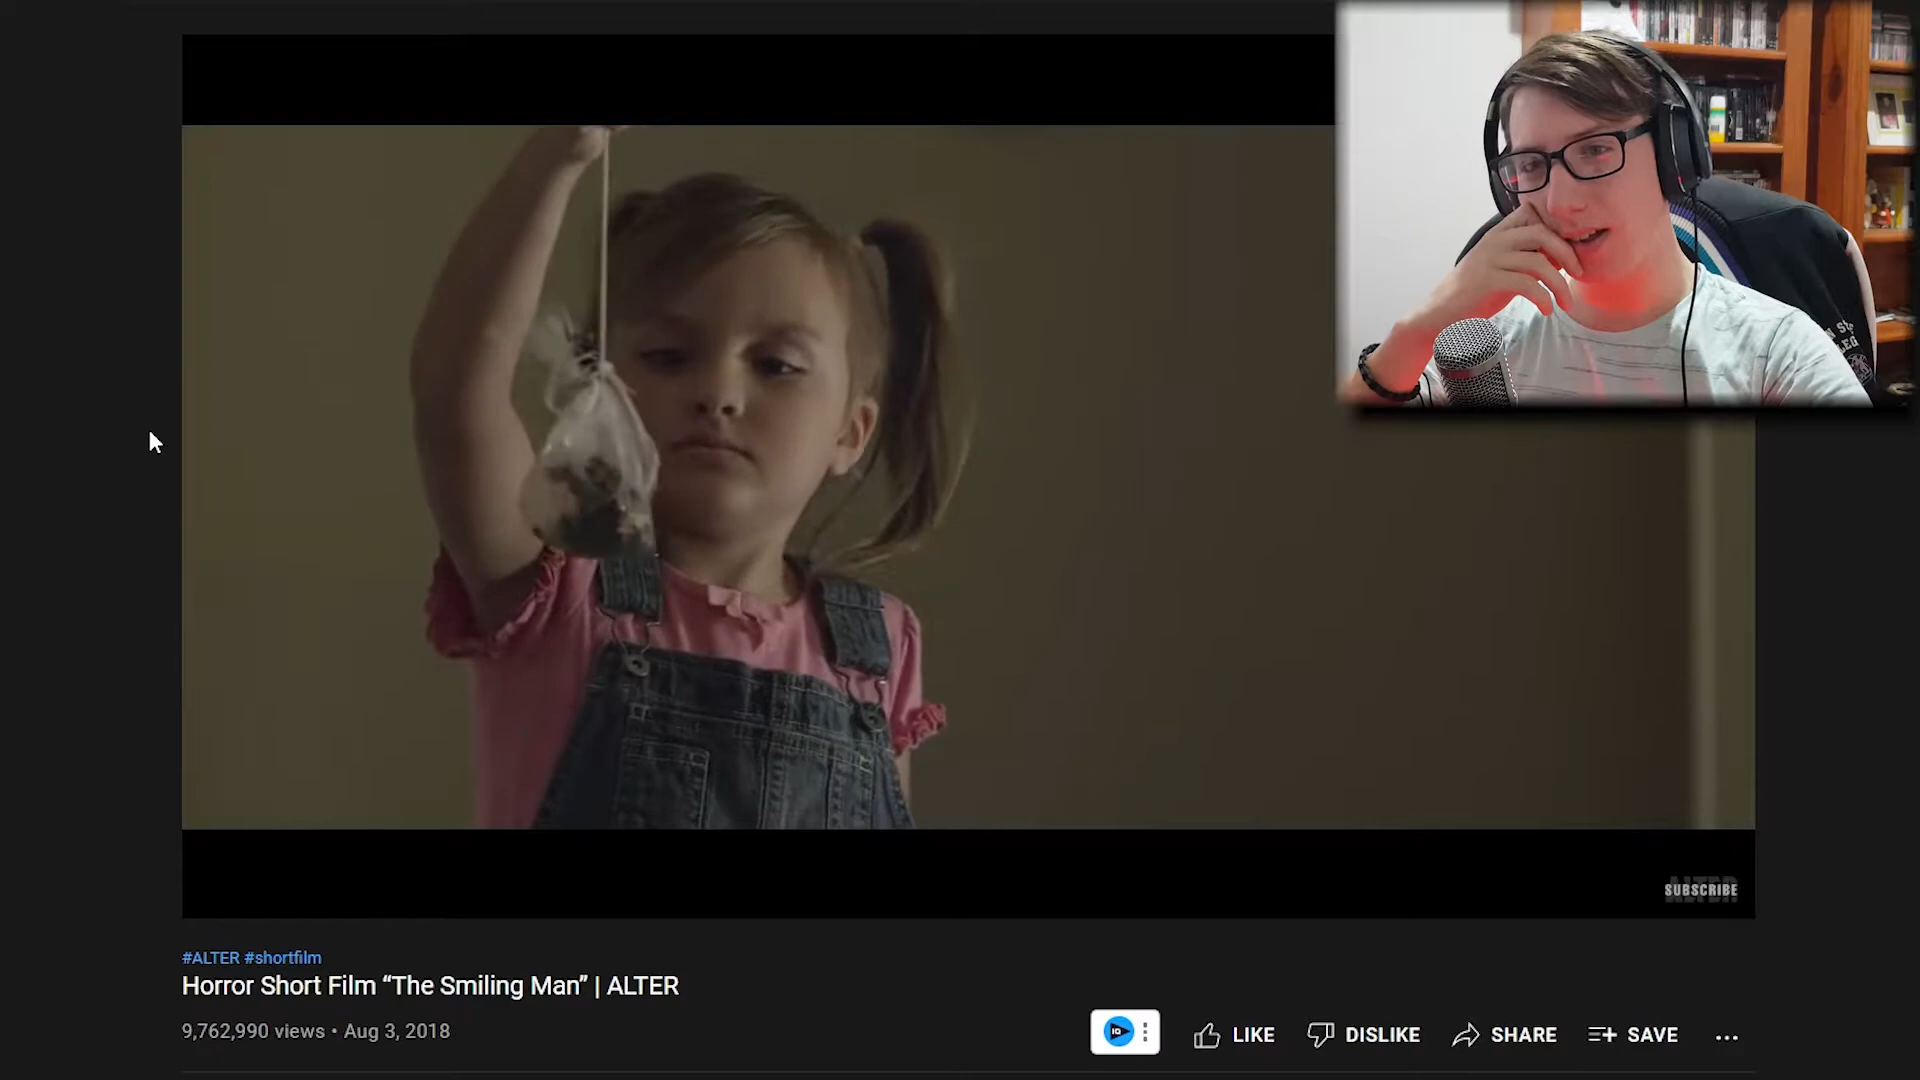 SUBSCRIBE
#ALTER #shortfilm
Horror Short Film “The Smiling Man” | ALTER
9,762,990 views • Aug 3, 2018
LIKE
DISLIKE
SHARE
SAVE